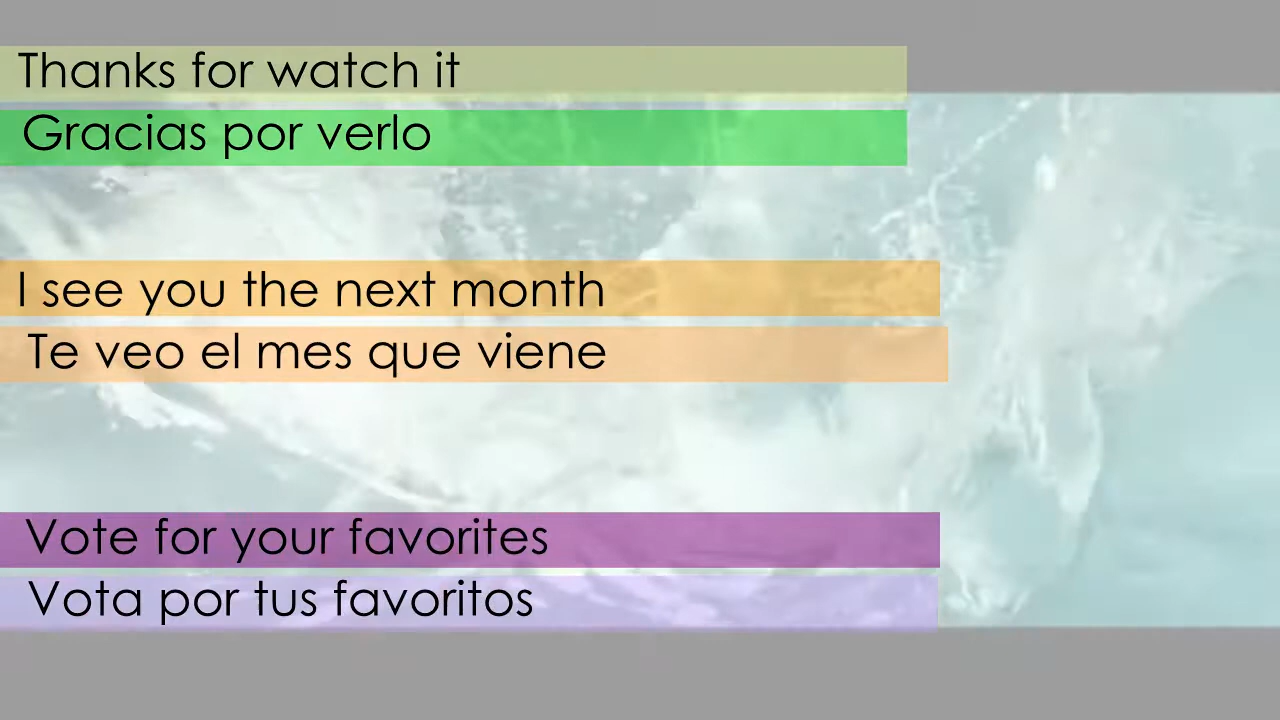 Thanks for watch it
Gracias por verlo
I see you the next month
Te veo el mes que viene
Vote for your favorites
Vota por tus favoritos